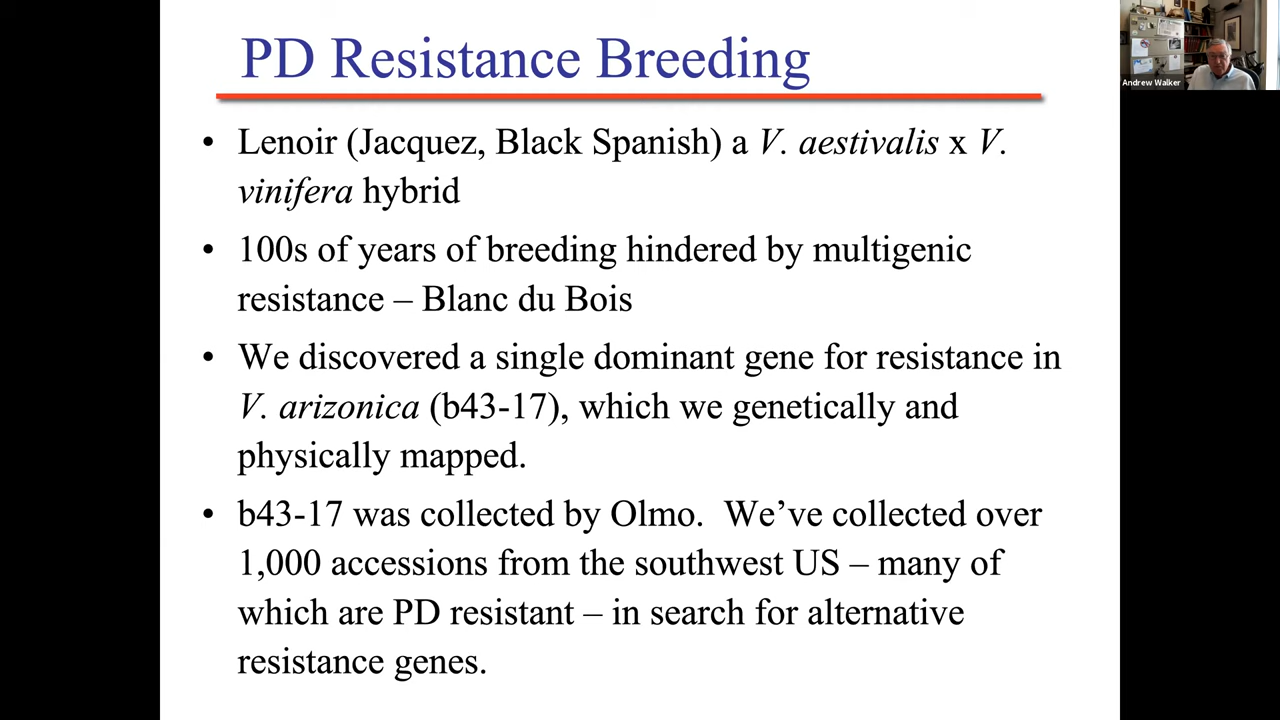 PD Resistance Breeding
Andrew Walker
• Lenoir (Jacquez, Black Spanish) a V. aestivalis x V.
vinifera hybrid
• 100s of years of breeding hindered by multigenic
resistance – Blanc du Bois
• We discovered a single dominant gene for resistance in
V. arizonica (b43-17), which we genetically and
physically mapped.
• b43-17 was collected by Olmo.  We’ve collected over
1,000 accessions from the southwest US – many of
which are PD resistant – in search for alternative
resistance genes.